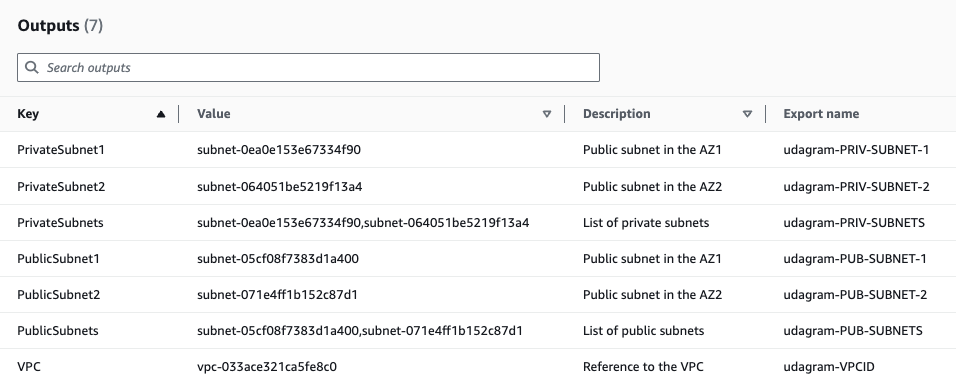 Outputs (7)
Search outputs
Key Value Description Export name
PrivateSubnet1 subnet-0ea0e153e67334f90 Public subnet in the AZ1 udagram-PRIV-SUBNET-1
PrivateSubnet2 subnet-064051be5219f13a4 Public subnet in the AZ2 udagram-PRIV-SUBNET-2
PrivateSubnets subnet-0ea0e153e67334f90,subnet-064051be5219f13a4 List of private subnets udagram-PRIV-SUBNETS
PublicSubnet1 subnet-05cf08f7383d1a400 Public subnet in the AZ1 udagram-PUB-SUBNET-1
PublicSubnet2 subnet-071e4ff1b152c87d1 Public subnet in the AZ2 udagram-PUB-SUBNET-2
PublicSubnets subnet-05cf08f7383d1a400,subnet-071e4ff1b152c87d1 List of public subnets udagram-PUB-SUBNETS
VPC vpc-033ace321ca5fe8c0 Reference to the VPC udagram-VPCID